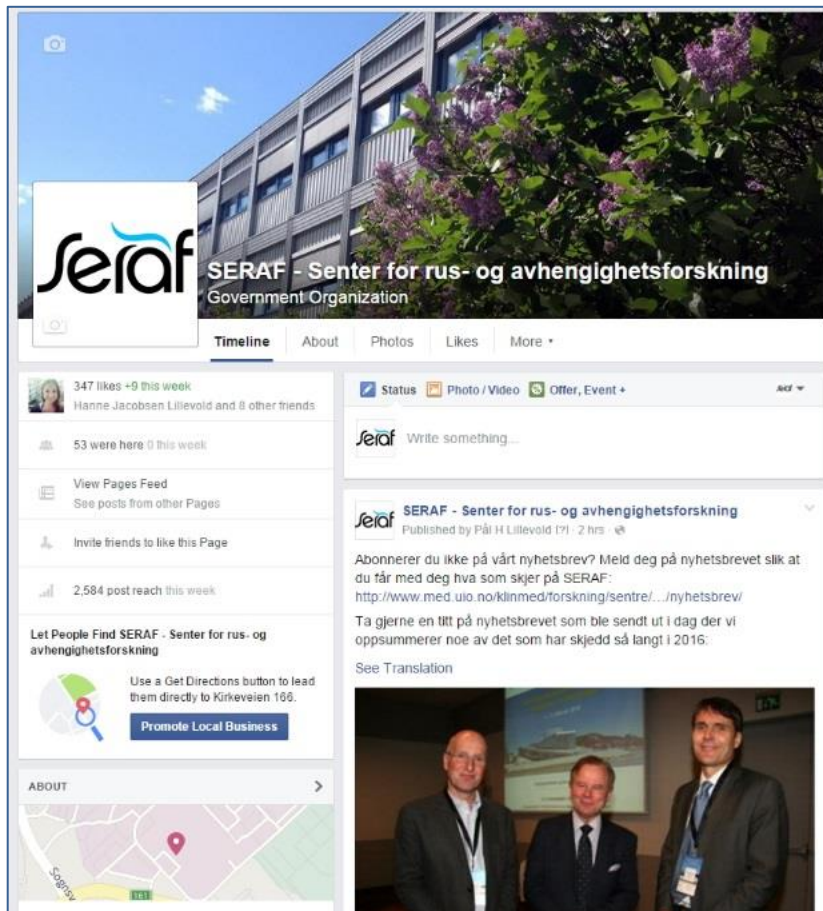 seraf
SERAF - Senter for rus- og avhengighetsforskning
Government Organization
Timeline
About
Photos
Likes
More
347 likes +9 this week
Hanne Jacobsen Lillevold and 8 other friends
53 were here 0 this week
View Pages Feed
See posts from other Pages
Invite friends to like this Page
2,584 post reach this week
Let People Find SERAF - Senter for rus- og
avhengighetsforskning
Use a Get Directions button to lead
them directly to Kirkeveien 166.
Promote Local Business
ABOUT
Sognsv
161
Status
Photo / Video
Offer, Event +
seraf
seraf
Write something...
seraf
SERAF - Senter for rus- og avhengighetsforskning
Published by Pål H Lillevold [?] · 2 hrs ·
Abonnerer du ikke på vårt nyhetsbrev? Meld deg på nyhetsbrevet slik at
du får med deg hva som skjer på SERAF:
http://www.med.uio.no/klinmed/forskning/sentre/…/nyhetsbrev/
Ta gjerne en titt på nyhetsbrevet som ble sendt ut i dag der vi
oppsummerer noe av det som har skjedd så langt i 2016:
See Translation